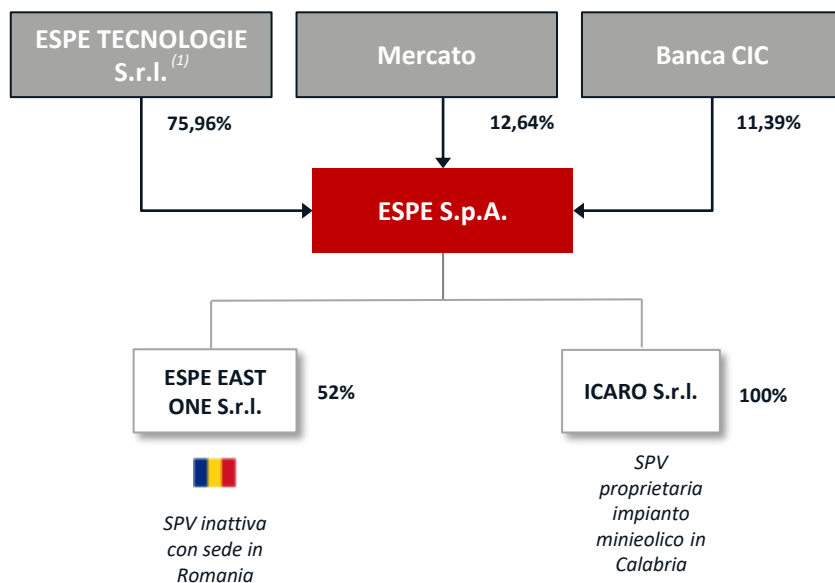 ESPE TECNOLOGIE
S.r.l. (1)
Mercato
Banca CIC
75,96%
12,64%
11,39%
ESPE S.p.A.
ESPE EAST
ONE S.r.l.
52%
ICARO S.r.l.
100%
SPV inattiva
con sede in
Romania
SPV
proprietaria
impianto
minieolico in
Calabria